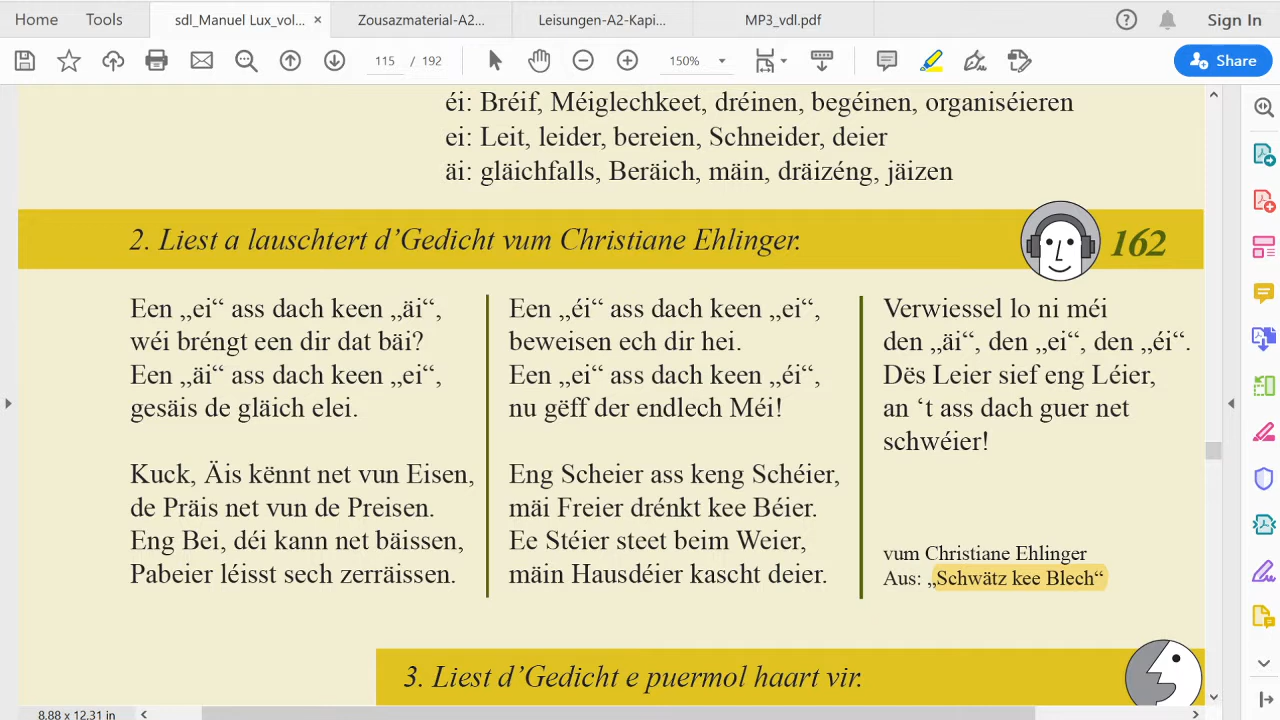 Home
Tools
sdl_Manuel Lux_vol... ×
Zousazmaterial-A2...
Leisungen-A2-Kapi...
MP3_vdl.pdf
Sign In
115 / 192
150%
Share
éi: Bréif, Méiglechkeet, dréinen, begéinen, organiséieren
ei: Leit, leider, bereien, Schneider, deier
äi: gläichfalls, Beräich, mäin, dräizéng, jäizen
2. Liest a lauschtert d’Gedicht vum Christiane Ehlinger.
162
Een „ei“ ass dach keen „äi“,
wéi bréngt een dir dat bäi?
Een „äi“ ass dach keen „ei“,
gesäis de gläich elei.
Kuck, Äis kënnt net vun Eisen,
de Präis net vun de Preisen.
Eng Bei, déi kann net bäissen,
Pabeier léisst sech zerräissen.
Een „éi“ ass dach keen „ei“,
beweisen ech dir hei.
Een „ei“ ass dach keen „éi“,
nu gëff der endlech Méi!
Eng Scheier ass keng Schéier,
mäi Freier drénkt kee Béier.
Ee Stéier steet beim Weier,
mäin Hausdéier kascht deier.
Verwiessel lo ni méi
den „äi“, den „ei“, den „éi“.
Dës Leier sief eng Léier,
an ‘t ass dach guer net
schwéier!
vum Christiane Ehlinger
Aus: „Schwätz kee Blech“
3. Liest d’Gedicht e puermol haart vir.
8.88 x 12.31 in